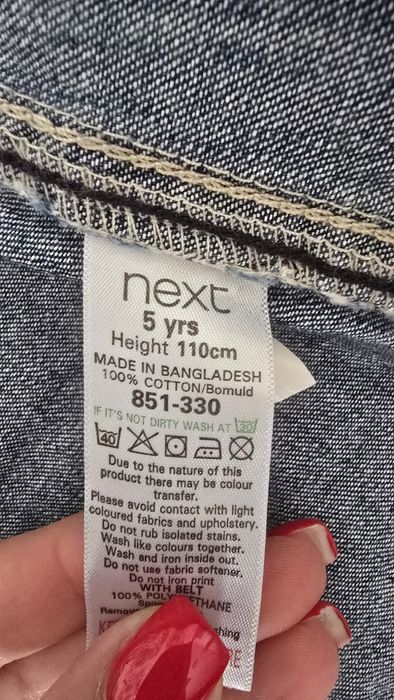 next
5 yrs
Height 110cm
MADE IN BANGLADESH
100% COTTON/Bomuld
851-330
IF IT'S NOT DIRTY WASH AT 30
40
Due to the nature of this
product there may be colour
transfer.
Please avoid contact with light
coloured fabrics and upholstery.
Do not rub isolated stains.
Wash like colours together.
Wash and iron inside out.
Do not use fabric softener.
Do not iron print
WITH BELT
100%